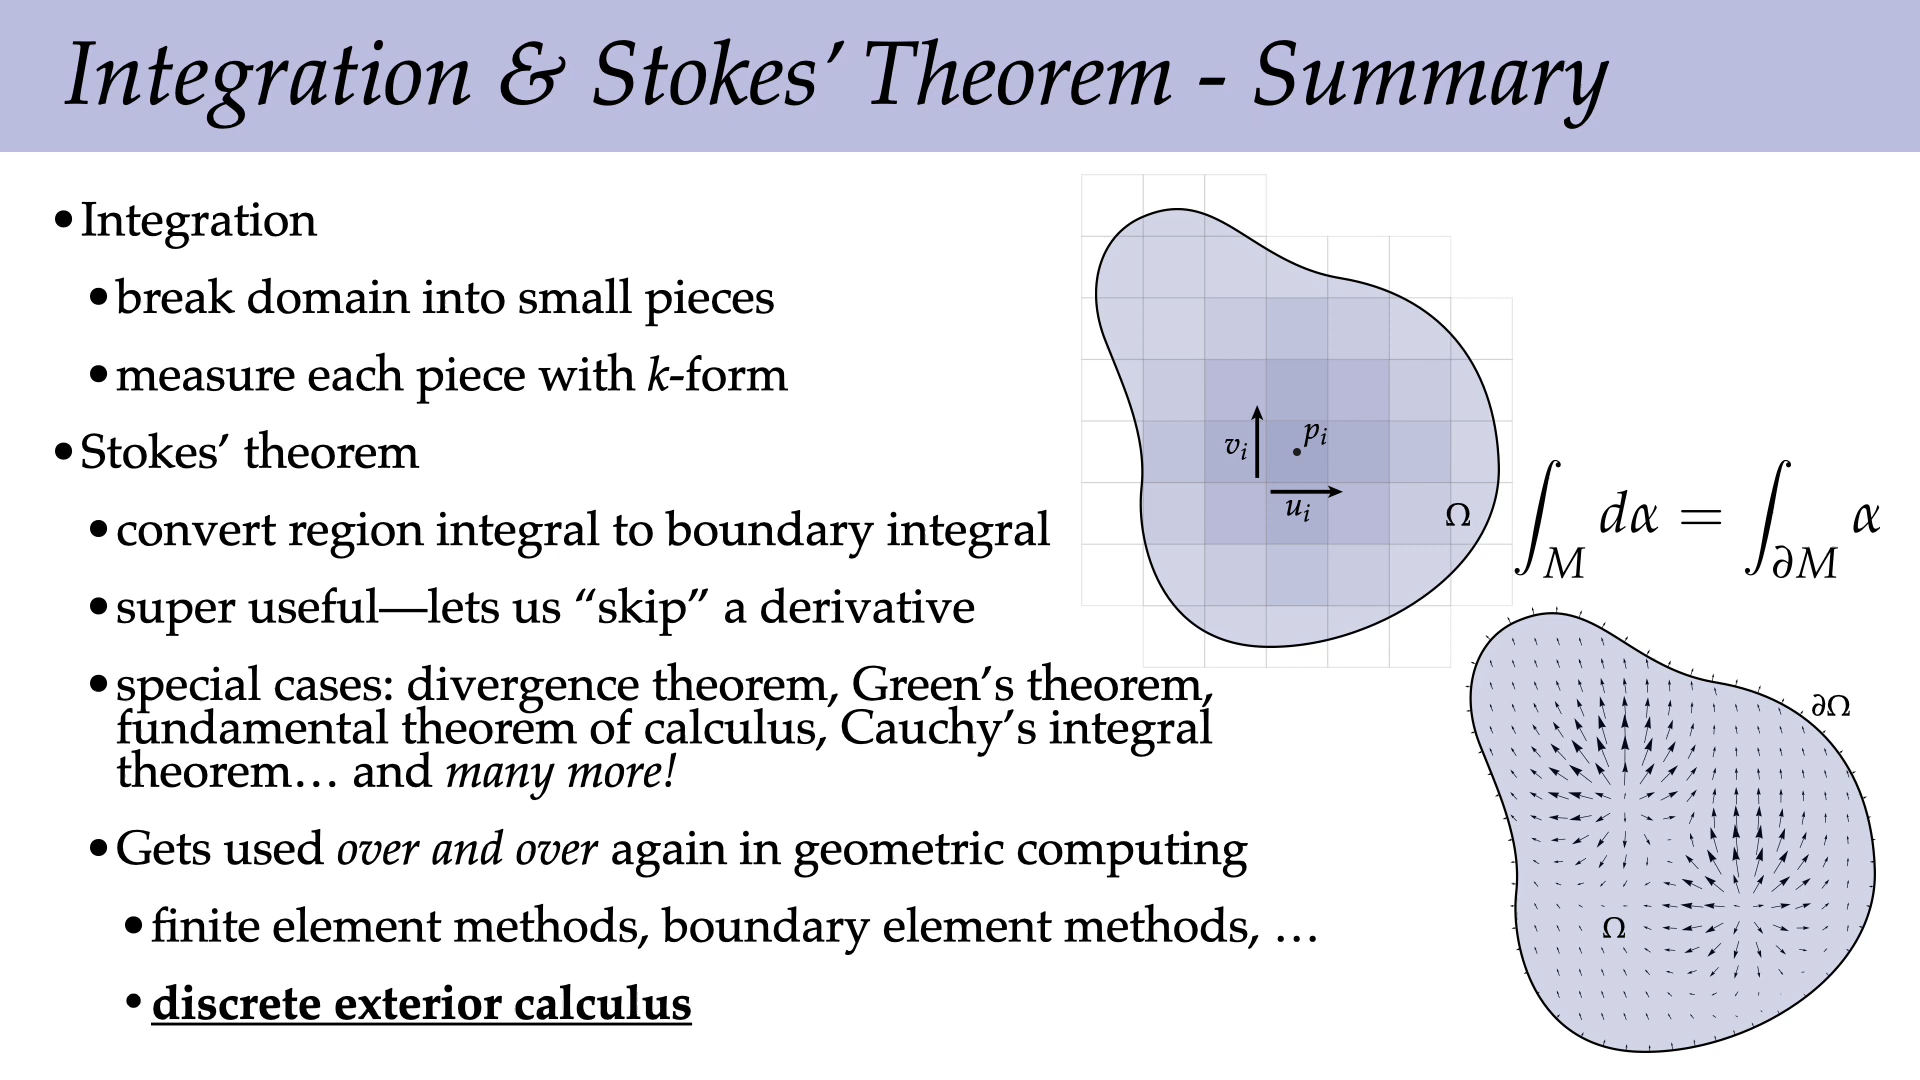 Integration & Stokes’ Theorem - Summary
•Integration
•break domain into small pieces
•measure each piece with k-form
•Stokes’ theorem
•convert region integral to boundary integral
•super useful—lets us “skip” a derivative
•special cases: divergence theorem, Green’s theorem,
fundamental theorem of calculus, Cauchy’s integral
theorem… and many more!
•Gets used over and over again in geometric computing
•finite element methods, boundary element methods, …
•discrete exterior calculus
vᵢ
pᵢ
uᵢ
Ω
∫_M dα = ∫_∂M α
∂Ω
Ω